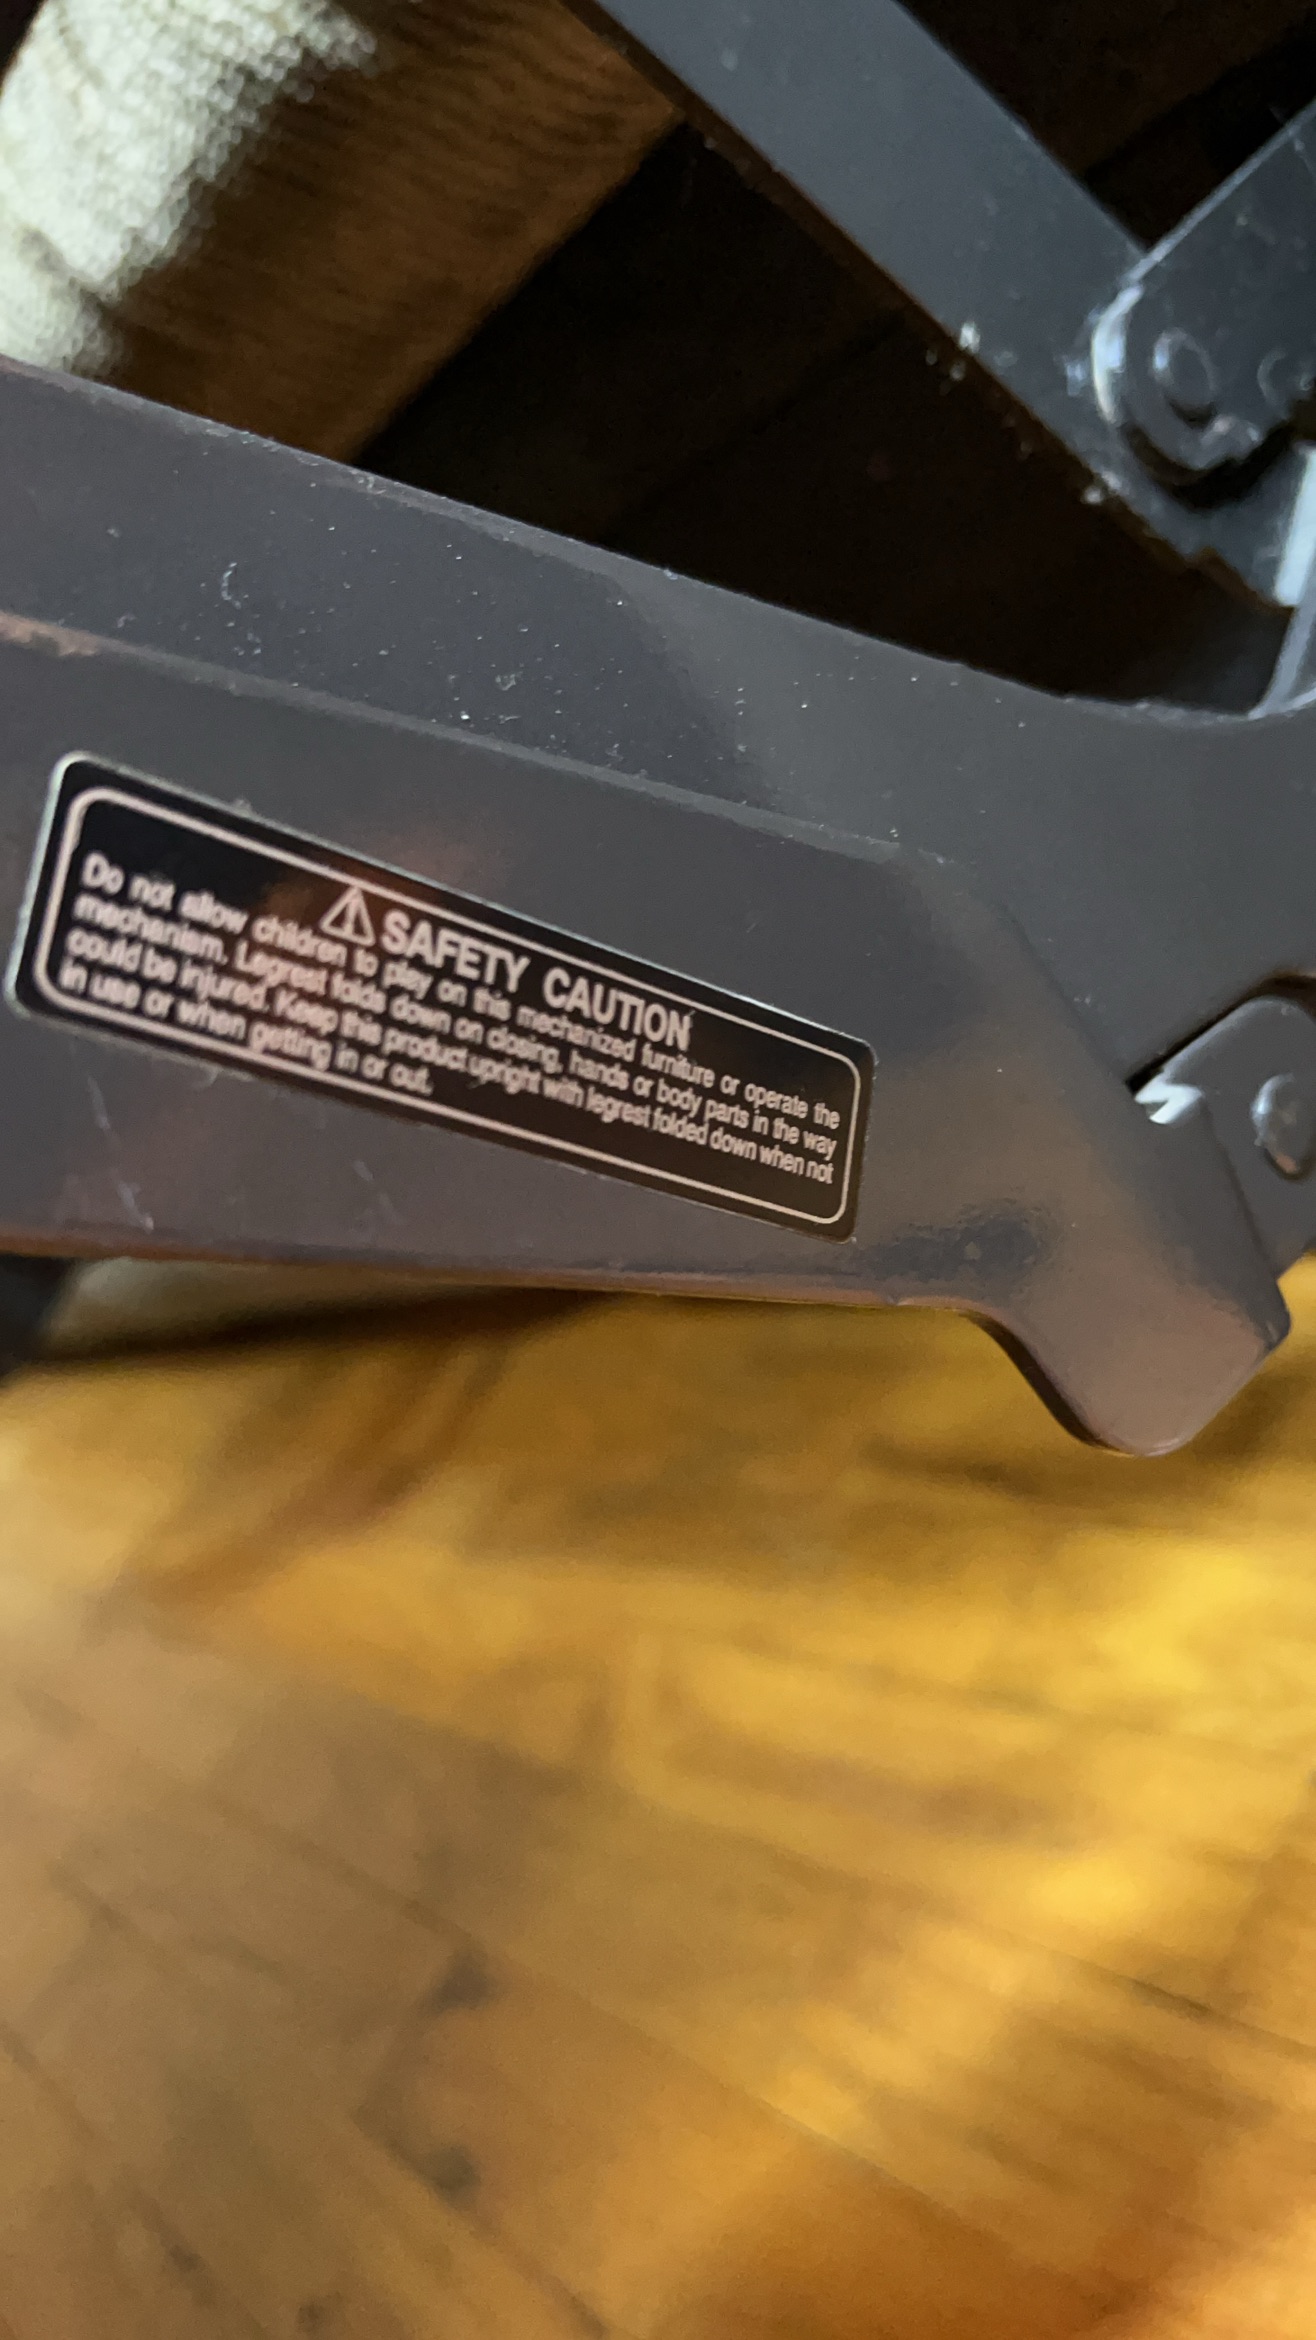 SAFETY CAUTION
Do not allow children to play on this mechanized furniture or operate the
mechanism. Legrest folds down on closing, hands or body parts in the way
could be injured. Keep this product upright with legrest folded down when not
in use or when getting in or out.